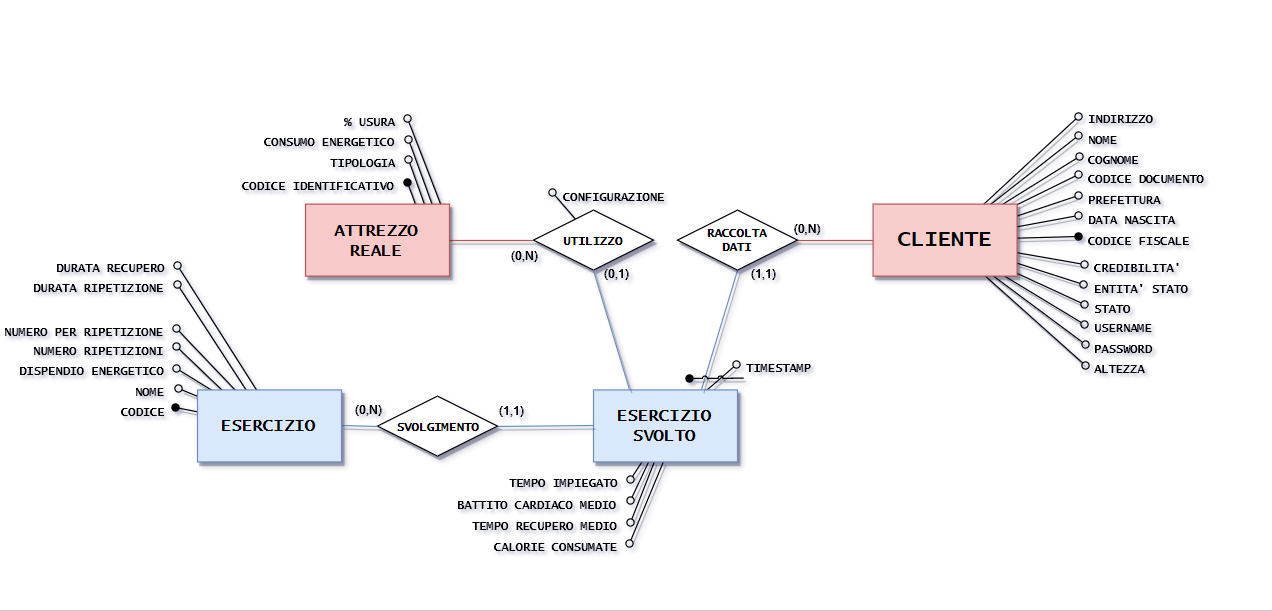 % USURA
CONSUMO ENERGETICO
TIPOLOGIA
CODICE IDENTIFICATIVO
ATTREZZO
REALE
(0,N)
CONFIGURAZIONE
UTILIZZO
(0,1)
RACCOLTA
DATI
(0,N)
(1,1)
CLIENTE
INDIRIZZO
NOME
COGNOME
CODICE DOCUMENTO
PREFETTURA
DATA NASCITA
CODICE FISCALE
CREDIBILITA'
ENTITA' STATO
STATO
USERNAME
PASSWORD
ALTEZZA
DURATA RECUPERO
DURATA RIPETIZIONE
NUMERO PER RIPETIZIONE
NUMERO RIPETIZIONI
DISPENDIO ENERGETICO
NOME
CODICE
ESERCIZIO
(0,N)
SVOLGIMENTO
(1,1)
TIMESTAMP
ESERCIZIO
SVOLTO
TEMPO IMPIEGATO
BATTITO CARDIACO MEDIO
TEMPO RECUPERO MEDIO
CALORIE CONSUMATE